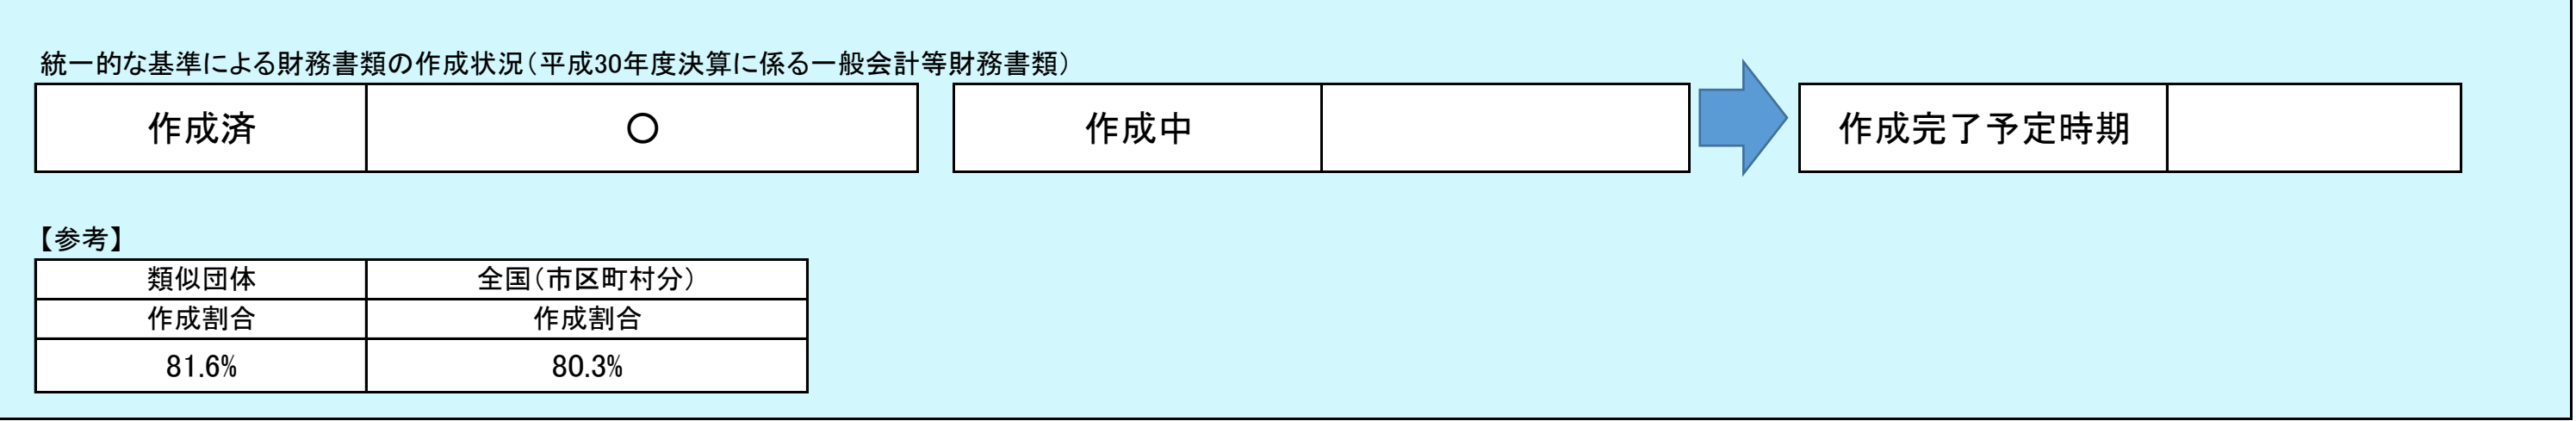 統一的な基準による財務書類の作成状況（平成30年度決算に係る一般会計等財務書類）
作成済 ○ 作成中 作成完了予定時期
【参考】
類似団体 全国（市区町村分）
作成割合 作成割合
81.6% 80.3%